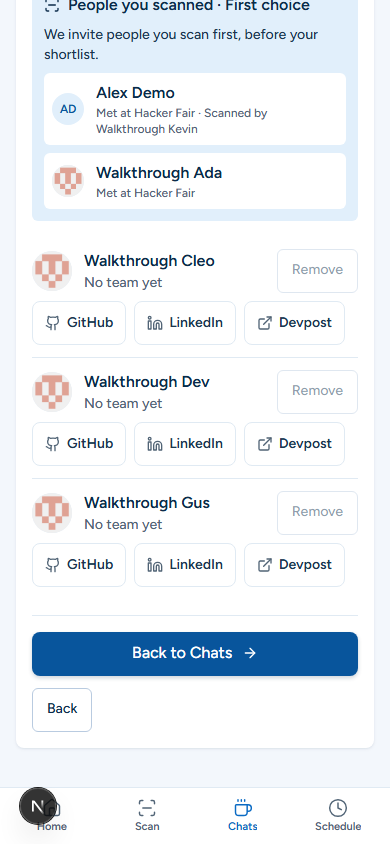 People you scanned · First choice
We invite people you scan first, before your
shortlist.
AD
Alex Demo
Met at Hacker Fair · Scanned by
Walkthrough Kevin
Walkthrough Ada
Met at Hacker Fair
Walkthrough Cleo
No team yet
Remove
GitHub LinkedIn Devpost
Walkthrough Dev
No team yet
Remove
GitHub LinkedIn Devpost
Walkthrough Gus
No team yet
Remove
GitHub LinkedIn Devpost
Back to Chats →
Back
N
Home Scan Chats Schedule